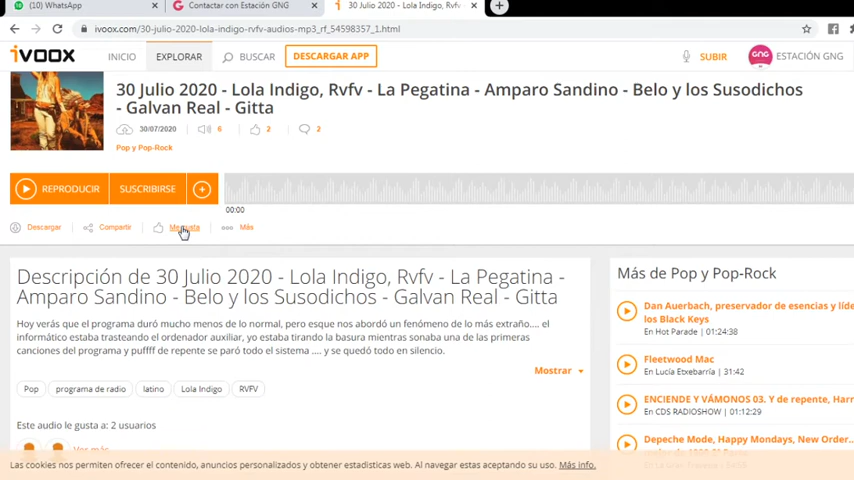 (10) WhatsApp
Contactar con Estación GNG
30 Julio 2020 - Lola Indigo, Rvfv
ivoox.com/30-julio-2020-lola-indigo-rvfv-audios-mp3_rf_54598357_1.html
iVOOX
INICIO
EXPLORAR
BUSCAR
DESCARGAR APP
SUBIR
GNG
ESTACIÓN GNG
30 Julio 2020 - Lola Indigo, Rvfv - La Pegatina - Amparo Sandino - Belo y los Susodichos
- Galvan Real - Gitta
30/07/2020
6
2
2
Pop y Pop-Rock
REPRODUCIR
SUSCRIBIRSE
00:00
Descargar
Compartir
Me gusta
Más
Descripción de 30 Julio 2020 - Lola Indigo, Rvfv - La Pegatina -
Amparo Sandino - Belo y los Susodichos - Galvan Real - Gitta
Hoy verás que el programa duró mucho menos de lo normal, pero esque nos abordó un fenómeno de lo más extraño.... el
informático estaba trasteando el ordenador auxiliar, yo estaba tirando la basura mientras sonaba una de las primeras
canciones del programa y puffff de repente se paró todo el sistema .... y se quedó todo en silencio.
Mostrar
Pop
programa de radio
latino
Lola Indigo
RVFV
Este audio le gusta a: 2 usuarios
Ver más
Más de Pop y Pop-Rock
Dan Auerbach, preservador de esencias y líde
los Black Keys
En Hot Parade | 01:24:38
Fleetwood Mac
En Lucía Etxebarría | 31:42
ENCIENDE Y VÁMONOS 03. Y de repente, Harr
En CDS RADIOSHOW | 01:12:29
Depeche Mode, Happy Mondays, New Order...
Las cookies nos permiten ofrecer el contenido, anuncios personalizados y obtener estadísticas web. Al navegar estas aceptando su uso. Más info.